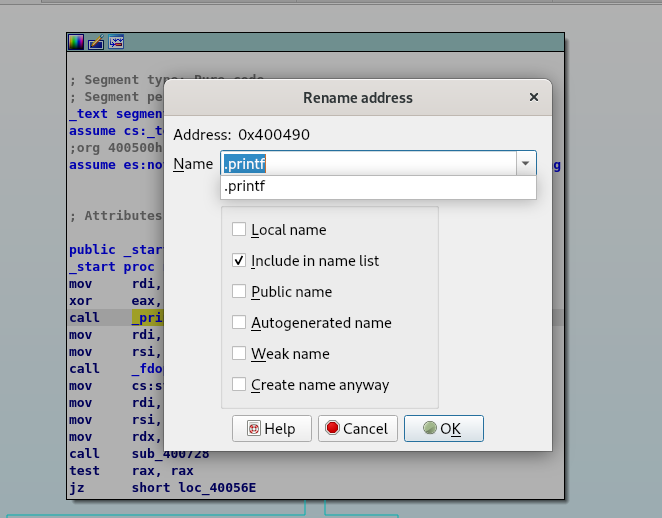 ; Segment type: Pure code
; Segment pe
_text segmen
assume cs:_te
;org 400500h
assume es:no
g
; Attributes
public _star
_start proc
mov rdi,
xor eax,
call _pri
mov rdi,
mov rsi,
call _fdo
mov cs:s
mov rdi,
mov rsi,
mov rdx,
call sub_400728
test rax, rax
jz short loc_40056E
Rename address
Address: 0x400490
Name .printf
.printf
Local name
Include in name list
Public name
Autogenerated name
Weak name
Create name anyway
Help Cancel OK